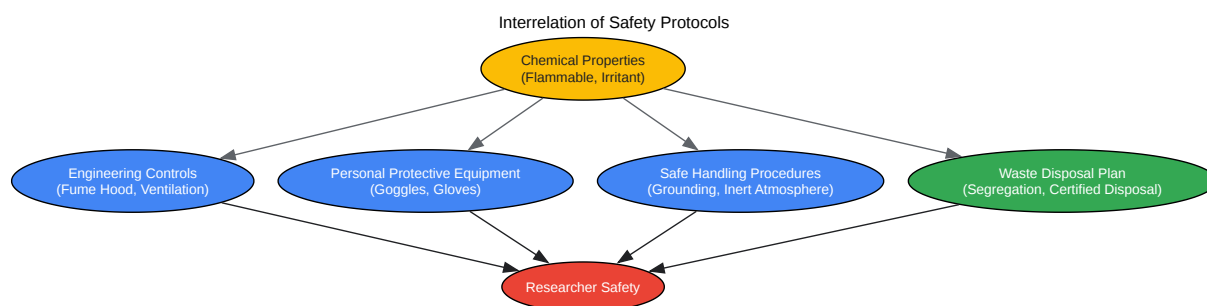 Interrelation of Safety Protocols
Chemical Properties
(Flammable, Irritant)
Engineering Controls
(Fume Hood, Ventilation)
Personal Protective Equipment
(Goggles, Gloves)
Safe Handling Procedures
(Grounding, Inert Atmosphere)
Waste Disposal Plan
(Segregation, Certified Disposal)
Researcher Safety